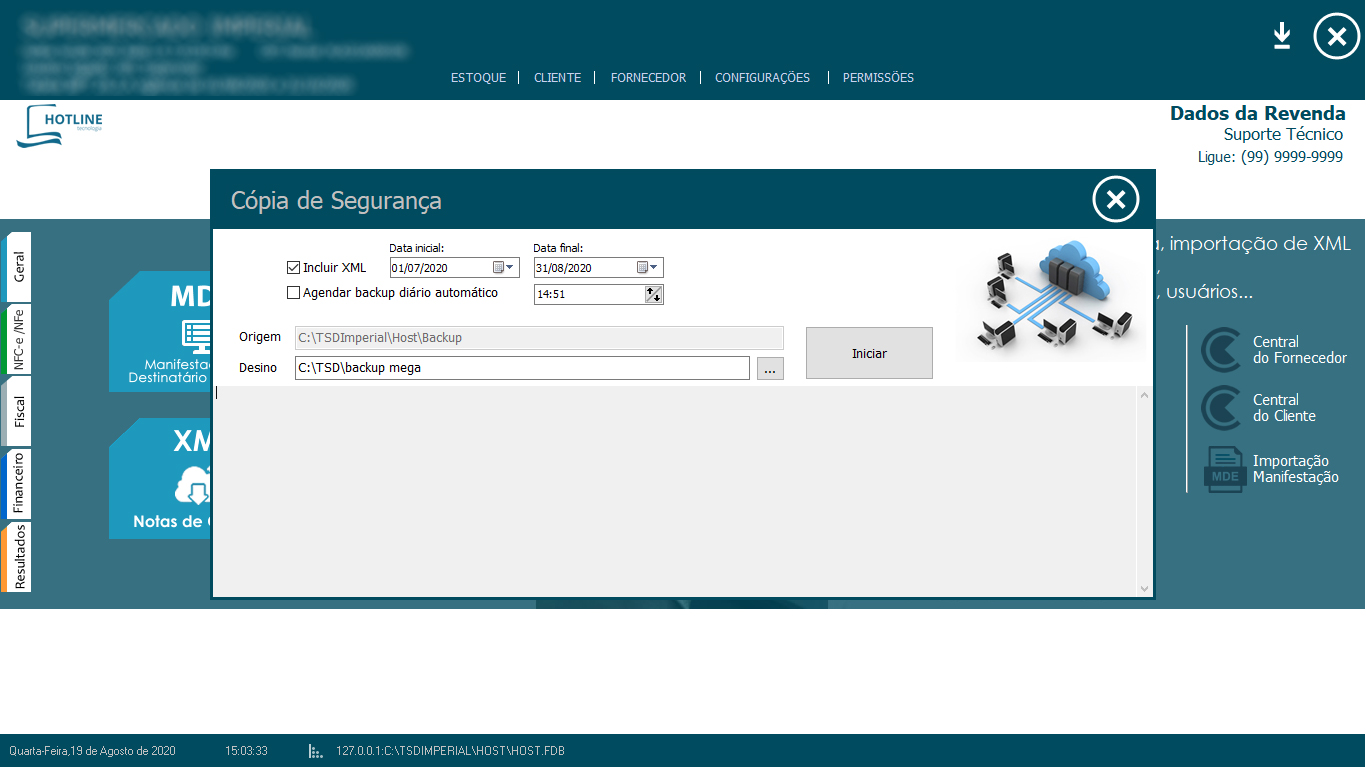 ESTOQUE | CLIENTE | FORNECEDOR | CONFIGURAÇÕES | PERMISSÕES
HOTLINE
tecnologia
Dados da Revenda
Suporte Técnico
Ligue: (99) 9999-9999
Cópia de Segurança
Data inicial: Data final:
Incluir XML 01/07/2020 31/08/2020
Agendar backup diário automático 14:51
Origem C:\TSDImperial\Host\Backup
Iniciar
Desino C:\TSD\backup mega ...
Geral
NFC-e /NFe
Fiscal
Financeiro
Resultados
MD
Manifesta
Destinatário
XM
Notas de
, importação de XML
, usuários...
Central
do Fornecedor
Central
do Cliente
MDE
Importação
Manifestação
Quarta-Feira,19 de Agosto de 2020 15:03:33 127.0.0.1:C:\TSDIMPERIAL\HOST\HOST.FDB